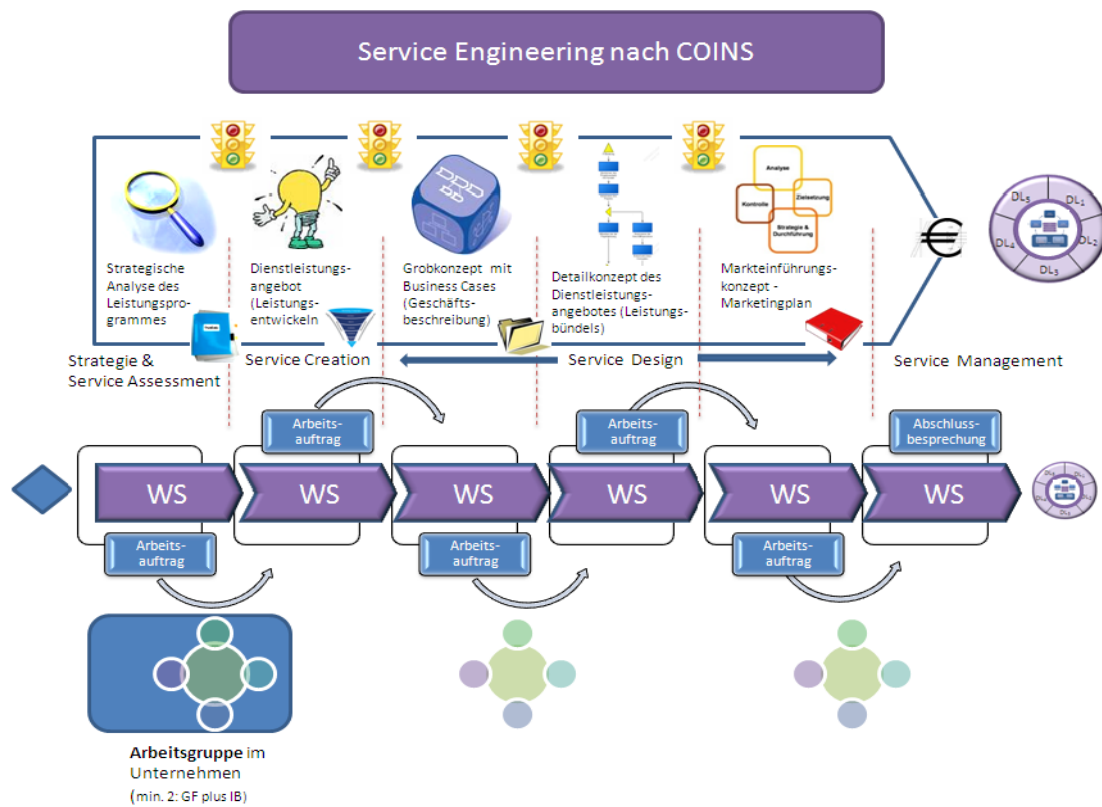 Service Engineering nach COINS
Analyse
Kontrolle
Zielsetzung
Strategie &
Durchführung
€
DL5
DL1
DL4
DL2
DL3
Strategische
Analyse des
Leistungspro-
grammes
Dienstleistungs-
angebot
(Leistungs-
entwickeln
Grobkonzept mit
Business Cases
(Geschäfts-
beschreibung)
Detailkonzept des
Dienstleistungs-
angebotes (Leistungs-
bündels)
Markteinführungs-
konzept -
Marketingplan
Strategie &
Service Assessment
Service Creation
Service Design
Service Management
Arbeits-
auftrag
Arbeits-
auftrag
Abschluss-
besprechung
WS
WS
WS
WS
WS
WS
Arbeits-
auftrag
Arbeits-
auftrag
Arbeits-
auftrag
Arbeitsgruppe im
Unternehmen
(min. 2: GF plus IB)